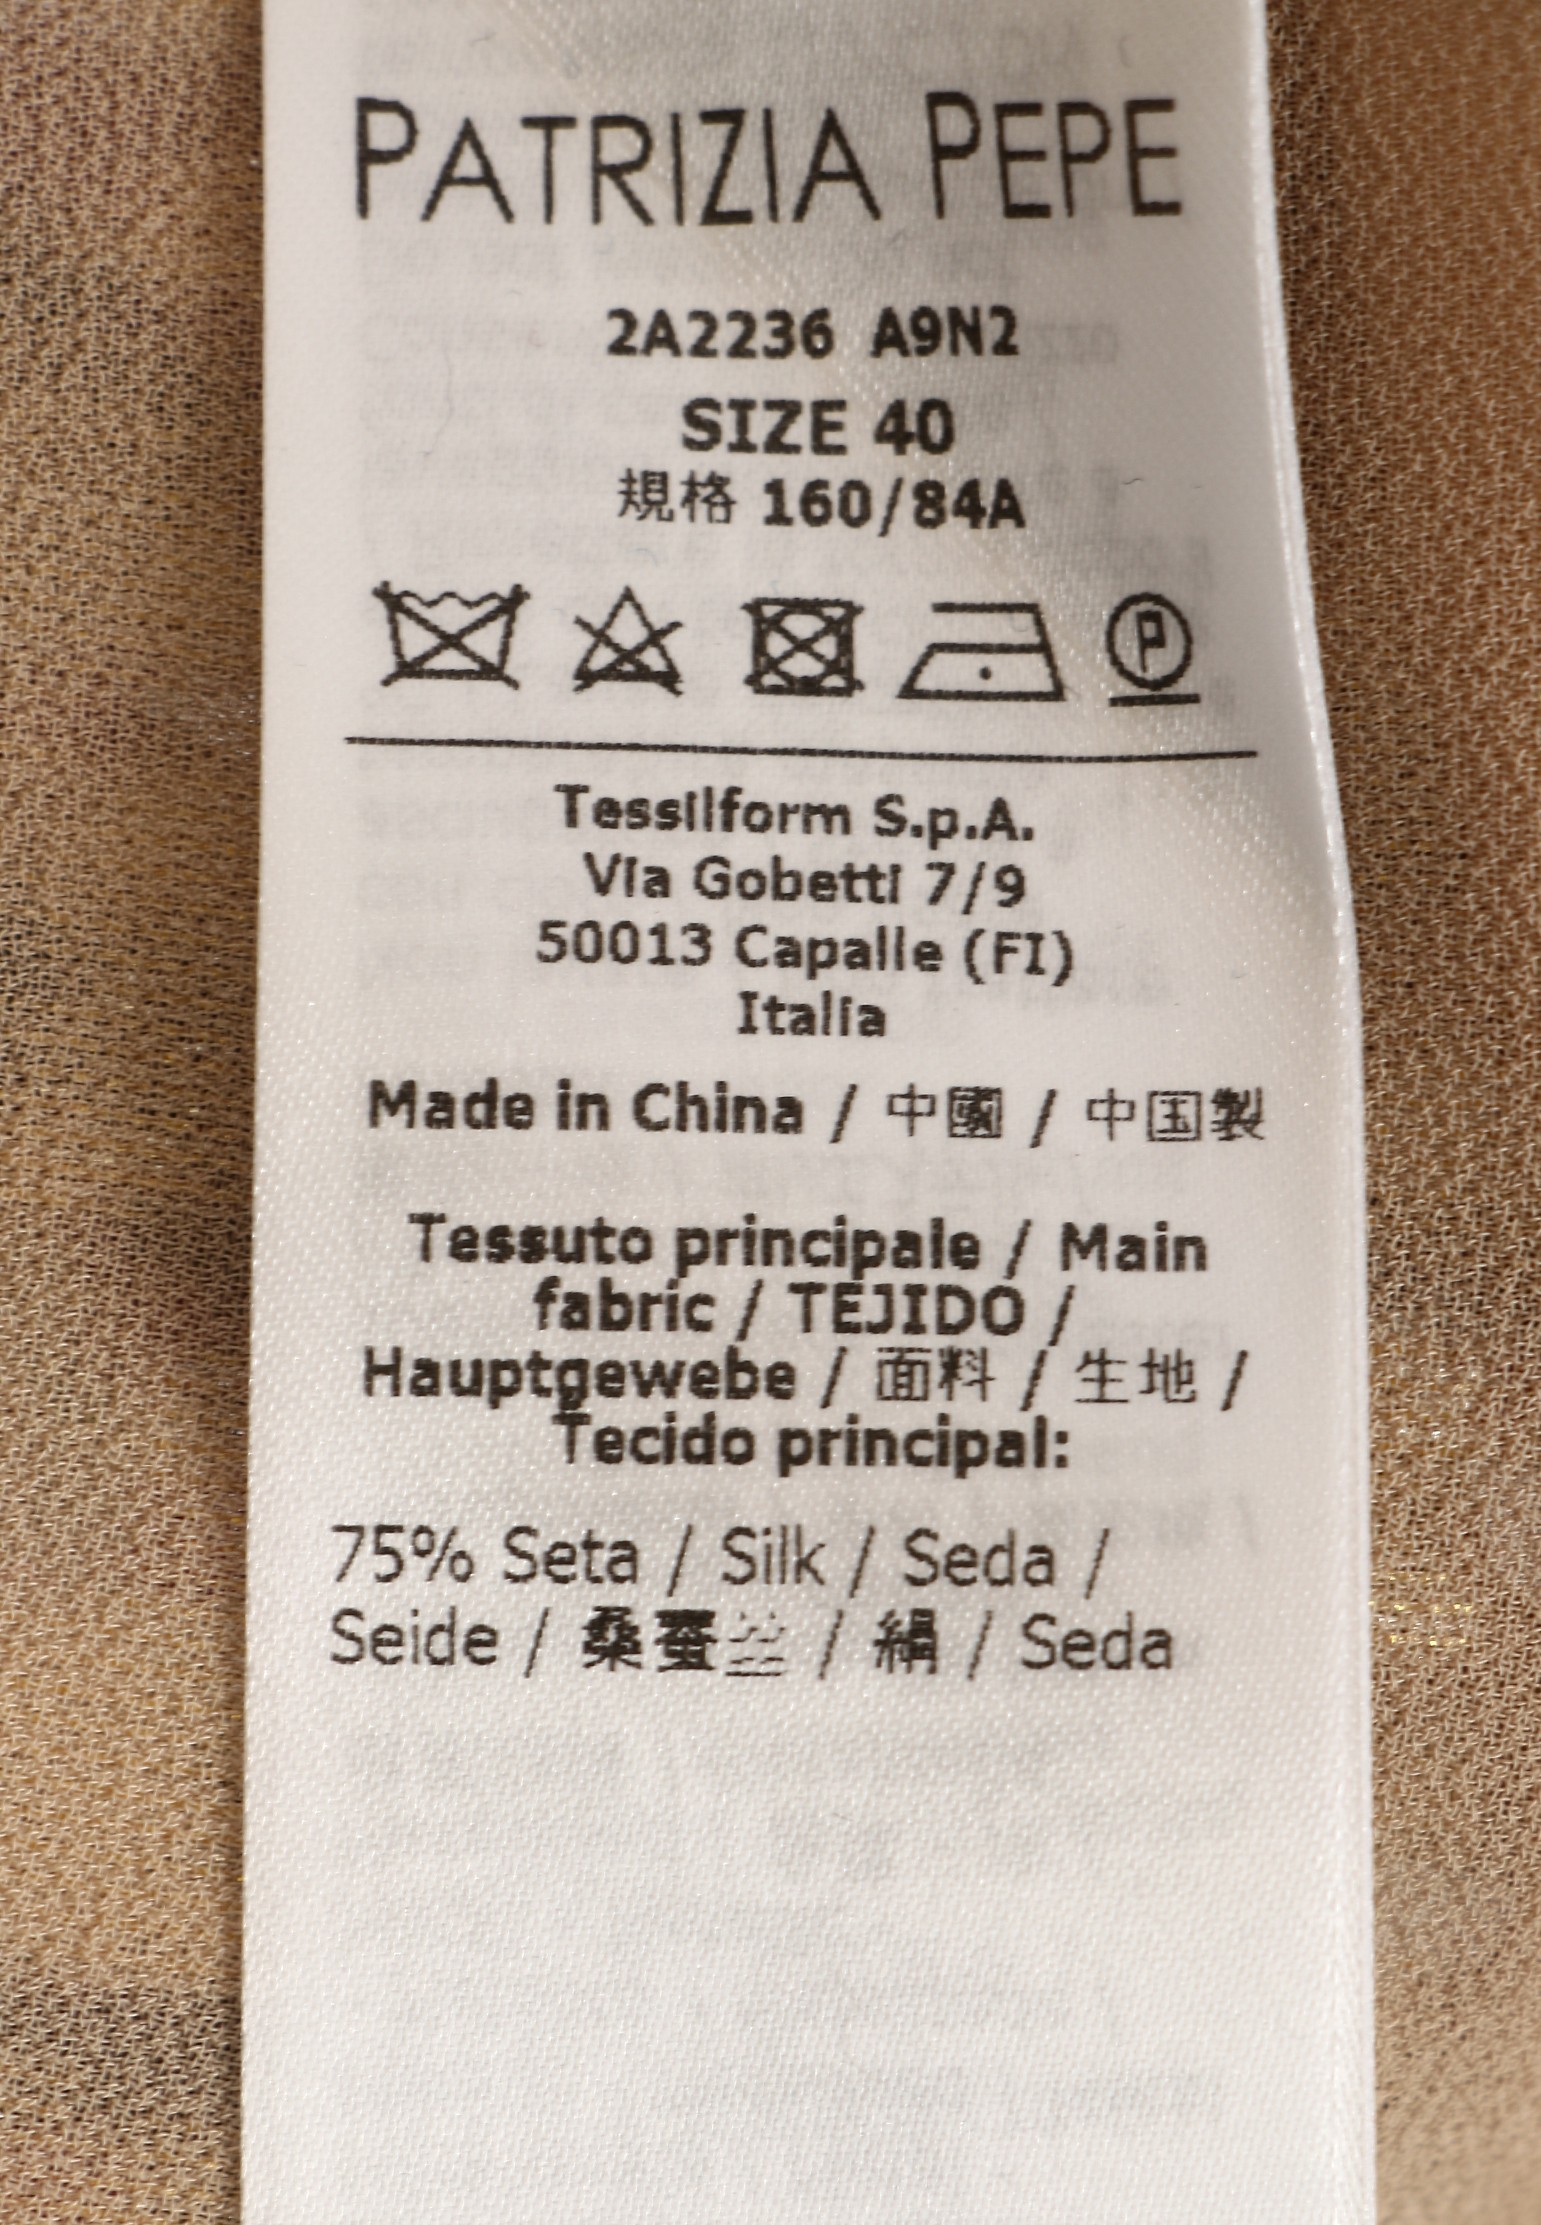 PATRIZIA PEPE
2A2236 A9N2
SIZE 40
規格 160/84A
P
Tessilform S.p.A.
Via Gobetti 7/9
50013 Capalle (FI)
Italia
Made in China / 中國 / 中国製
Tessuto principale / Main
fabric / TEJIDO /
Hauptgewebe / 面料 / 生地 /
Tecido principal:
75% Seta / Silk / Seda /
Seide / 桑蚕丝 / 絹 / Seda